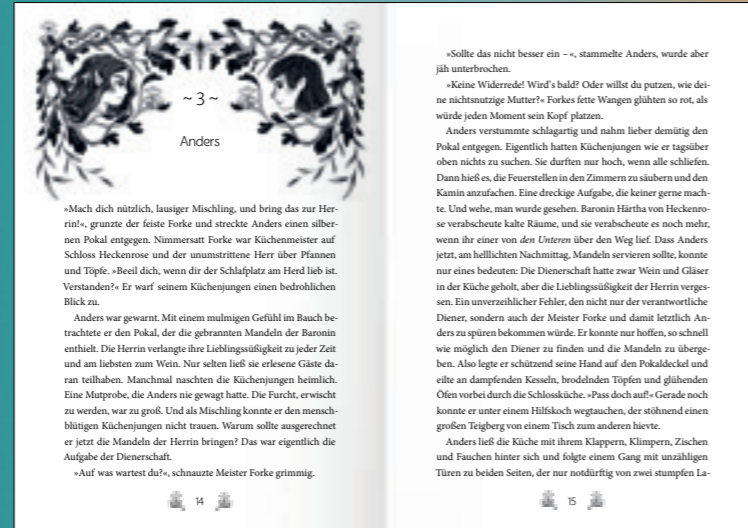 ~ 3 ~
Anders
»Mach dich nützlich, lausiger Mischling, und bring das zur Her-
rin!«, grunzte der feiste Forke und streckte Anders einen silber-
nen Pokal entgegen. Nimmersatt Forke war Küchenmeister auf
Schloss Heckenrose und der unumstrittene Herr über Pfannen
und Töpfe. »Beeil dich, wenn dir der Schlafplatz am Herd lieb ist.
Verstanden?« Er warf seinem Küchenjungen einen bedrohlichen
Blick zu.
Anders war gewarnt. Mit einem mulmigen Gefühl im Bauch be-
trachtete er den Pokal, der die gebrannten Mandeln der Baronin
enthielt. Die Herrin verlangte ihre Lieblingssüßigkeit zu jeder Zeit
und am liebsten zum Wein. Nur selten ließ sie erlesene Gäste da-
ran teilhaben. Manchmal naschten die Küchenjungen heimlich.
Eine Mutprobe, die Anders nie gewagt hatte. Die Furcht, erwischt
zu werden, war zu groß. Und als Mischling konnte er den mensch-
blütigen Küchenjungen nicht trauen. Warum sollte ausgerechnet
er jetzt die Mandeln der Herrin bringen? Das war eigentlich die
Aufgabe der Dienerschaft.
»Auf was wartest du?«, schnauzte Meister Forke grimmig.
14
»Sollte das nicht besser ein –«, stammelte Anders, wurde aber
jäh unterbrochen.
»Keine Widerrede! Wird's bald? Oder willst du putzen, wie dei-
ne nichtsnutzige Mutter?« Forkes fette Wangen glühten so rot, als
würde jeden Moment sein Kopf platzen.
Anders verstummte schlagartig und nahm lieber demütig den
Pokal entgegen. Eigentlich hatten Küchenjungen wie er tagsüber
oben nichts zu suchen. Sie durften nur hoch, wenn alle schliefen.
Dann hieß es, die Feuerstellen in den Zimmern zu säubern und den
Kamin anzufachen. Eine dreckige Aufgabe, die keiner gerne mach-
te. Und wehe, man wurde gesehen. Baronin Härtha von Heckenro-
se verabscheute kalte Räume, und sie verabscheute es noch mehr,
wenn ihr einer von den Unteren über den Weg lief. Dass Anders
jetzt, am helllichten Nachmittag, Mandeln servieren sollte, konnte
nur eines bedeuten: Die Dienerschaft hatte zwar Wein und Gläser
in der Küche geholt, aber die Lieblingssüßigkeit der Herrin verges-
sen. Ein unverzeihlicher Fehler, den nicht nur der verantwortliche
Diener, sondern auch der Meister Forke und damit letztlich An-
ders zu spüren bekommen würde. Er konnte nur hoffen, so schnell
wie möglich den Diener zu finden und die Mandeln zu überge-
ben. Also legte er schützend seine Hand auf den Pokaldeckel und
eilte an dampfenden Kesseln, brodelnden Töpfen und glühenden
Öfen vorbei durch die Schlossküche. »Pass doch auf!« Gerade noch
konnte er unter einem Hilfskoch wegtauchen, der stöhnend einen
großen Teigberg von einem Tisch zum anderen hievte.
Anders ließ die Küche mit ihrem Klappern, Klimpern, Zischen
und Fauchen hinter sich und folgte einem Gang mit unzähligen
Türen zu beiden Seiten, der nur notdürftig von zwei stumpfen La-
15